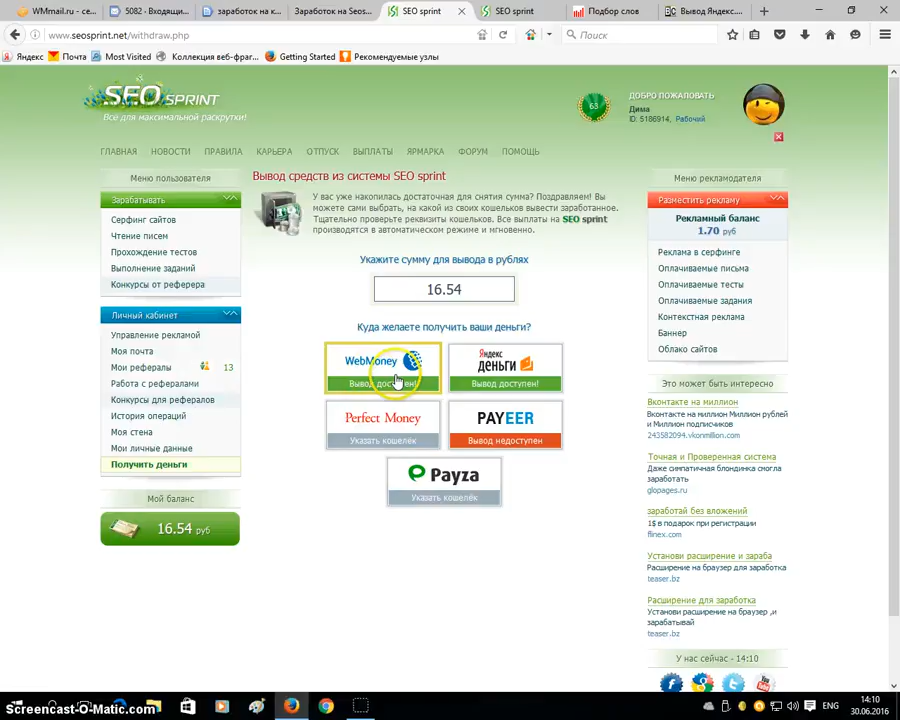 WMmail.ru - се...
5082 - Входящи...
заработок на к...
Заработок на Seos...
SEO sprint
SEO sprint
Подбор слов
Вывод Яндекс....
www.seosprint.net/withdraw.php
Поиск
Яндекс
Почта
Most Visited
Коллекция веб-фраг...
Getting Started
Рекомендуемые узлы
SEO SPRINT
Всё для максимальной раскрутки!
63
ДОБРО ПОЖАЛОВАТЬ
Дима
ID: 5186914, Рабочий
ГЛАВНАЯ НОВОСТИ ПРАВИЛА КАРЬЕРА ОТПУСК ВЫПЛАТЫ ЯРМАРКА ФОРУМ ПОМОЩЬ
Меню пользователя
Зарабатывать
Серфинг сайтов
Чтение писем
Прохождение тестов
Выполнение заданий
Конкурсы от рефера
Личный кабинет
Управление рекламой
Моя почта
Мои рефералы 13
Работа с рефералами
Конкурсы для рефералов
История операций
Моя стена
Мои личные данные
Получить деньги
Мой баланс
16.54 руб
Вывод средств из системы SEO sprint
У вас уже накопилась достаточная для снятия сумма? Поздравляем! Вы
можете сами выбрать, на какой из своих кошельков вывести заработанное.
Тщательно проверьте реквизиты кошельков. Все выплаты на SEO sprint
производятся в автоматическом режиме и мгновенно.
Укажите сумму для вывода в рублях
16.54
Куда желаете получить ваши деньги?
WebMoney
Вывод доступен!
Яндекс
деньги
Вывод доступен!
Perfect Money
Указать кошелёк
PAYEER
Вывод недоступен
Payza
Указать кошелёк
Меню рекламодателя
Разместить рекламу
Рекламный баланс
1.70 руб
Реклама в серфинге
Оплачиваемые письма
Оплачиваемые тесты
Оплачиваемые задания
Контекстная реклама
Баннер
Облако сайтов
Это может быть интересно
Вконтакте на миллион
Вконтакте на миллион Миллион рублей
и Миллион подписчиков
243582094.vkonmillion.com
Точная и Проверенная система
Даже симпатичная блондинка смогла
заработать
glopages.ru
заработай без вложений
1$ в подарок при регистрации
flinex.com
Установи расширение и зараба
Расширение на браузер для заработка
teaser.bz
Расширение для заработка
Установи расширение на браузер ,и
зарабатывай
teaser.bz
У нас сейчас - 14:10
Screencast-O-Matic.com
ENG
14:10
30.06.2016